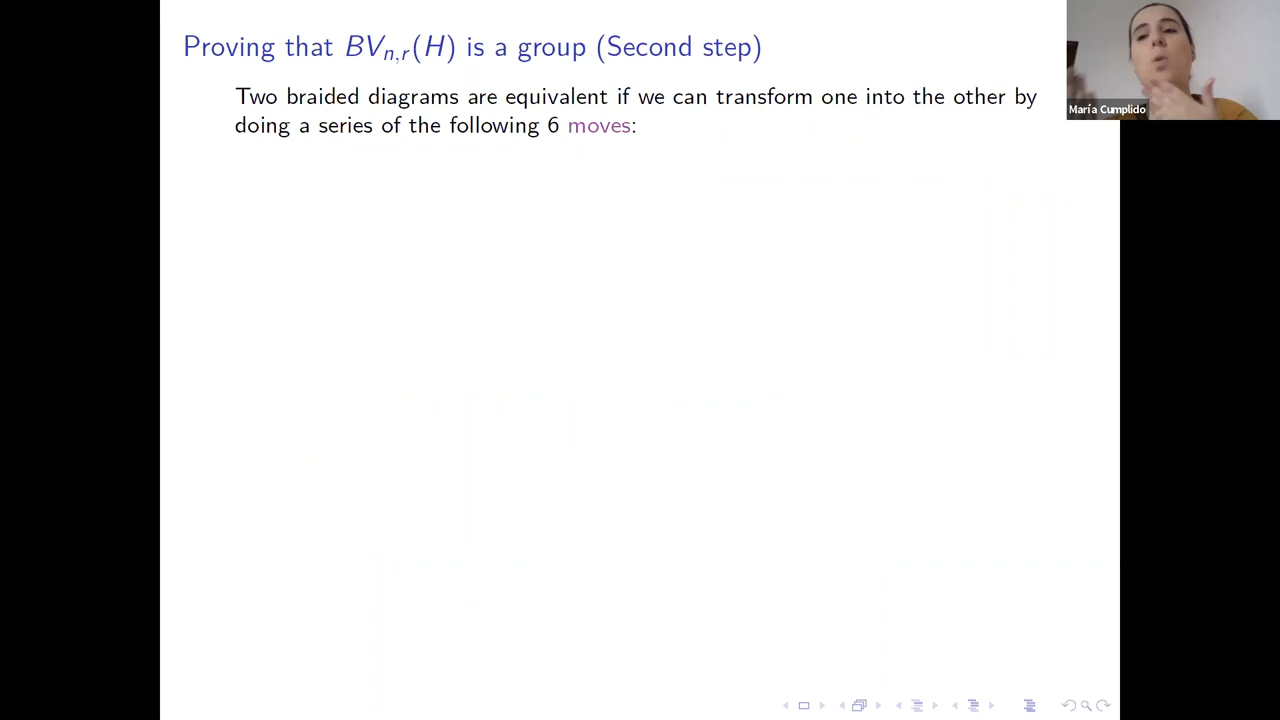 Proving that $BV_{n,r}(H)$ is a group (Second step)
Two braided diagrams are equivalent if we can transform one into the other by
doing a series of the following 6 moves:
María Cumplido